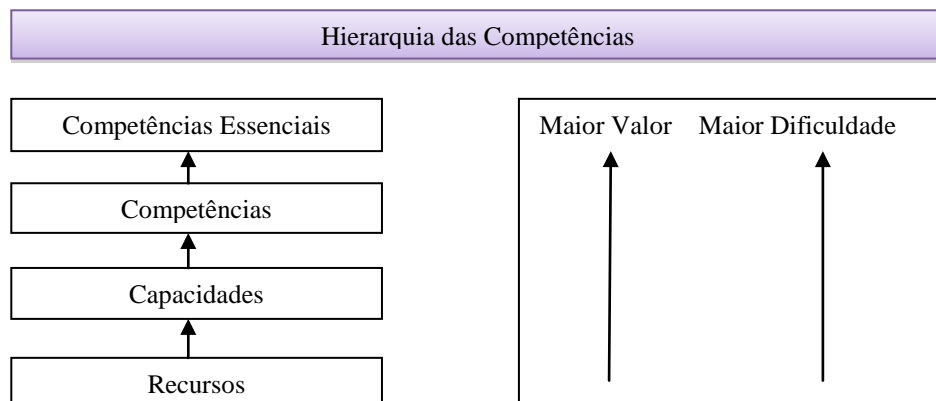 Hierarquia das Competências
Competências Essenciais
Competências
Capacidades
Recursos
Maior Valor
Maior Dificuldade